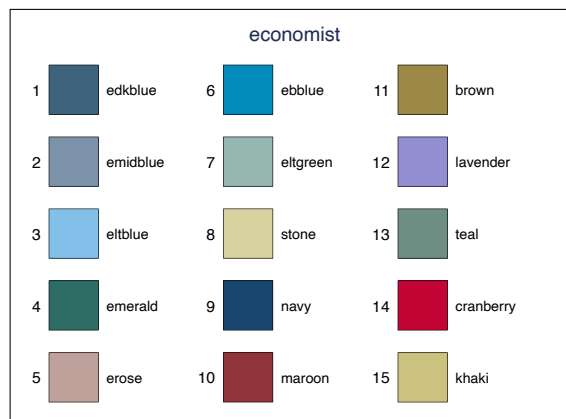 economist
1 edkblue
2 emidblue
3 eltblue
4 emerald
5 erose
6 ebblue
7 eltgreen
8 stone
9 navy
10 maroon
11 brown
12 lavender
13 teal
14 cranberry
15 khaki